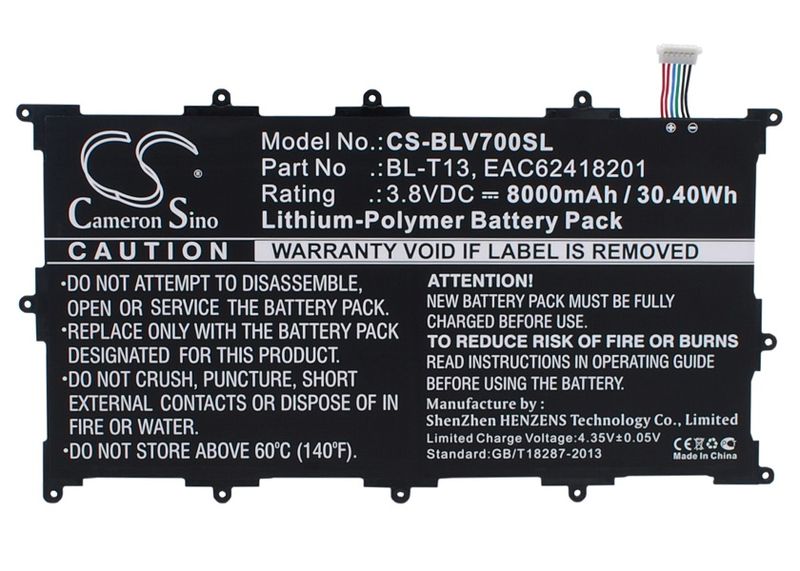 CS
Cameron Sino
Model No.:CS-BLV700SL
Part No :BL-T13, EAC62418201
Rating :3.8VDC ⎓ 8000mAh / 30.40Wh
Lithium-Polymer Battery Pack
CAUTION
WARRANTY VOID IF LABEL IS REMOVED
•DO NOT ATTEMPT TO DISASSEMBLE,
OPEN OR SERVICE THE BATTERY PACK.
•REPLACE ONLY WITH THE BATTERY PACK
DESIGNATED FOR THIS PRODUCT.
•DO NOT CRUSH, PUNCTURE, SHORT
EXTERNAL CONTACTS OR DISPOSE OF IN
FIRE OR WATER.
•DO NOT STORE ABOVE 60°C (140°F).
ATTENTION!
NEW BATTERY PACK MUST BE FULLY
CHARGED BEFORE USE.
TO REDUCE RISK OF FIRE OR BURNS
READ INSTRUCTIONS IN OPERATING GUIDE
BEFORE USING THE BATTERY.
Manufacture by :
ShenZhen HENZENS Technology Co., Limited
Limited Charge Voltage:4.35V±0.05V
Standard:GB/T18287-2013
CE FC
Made In China